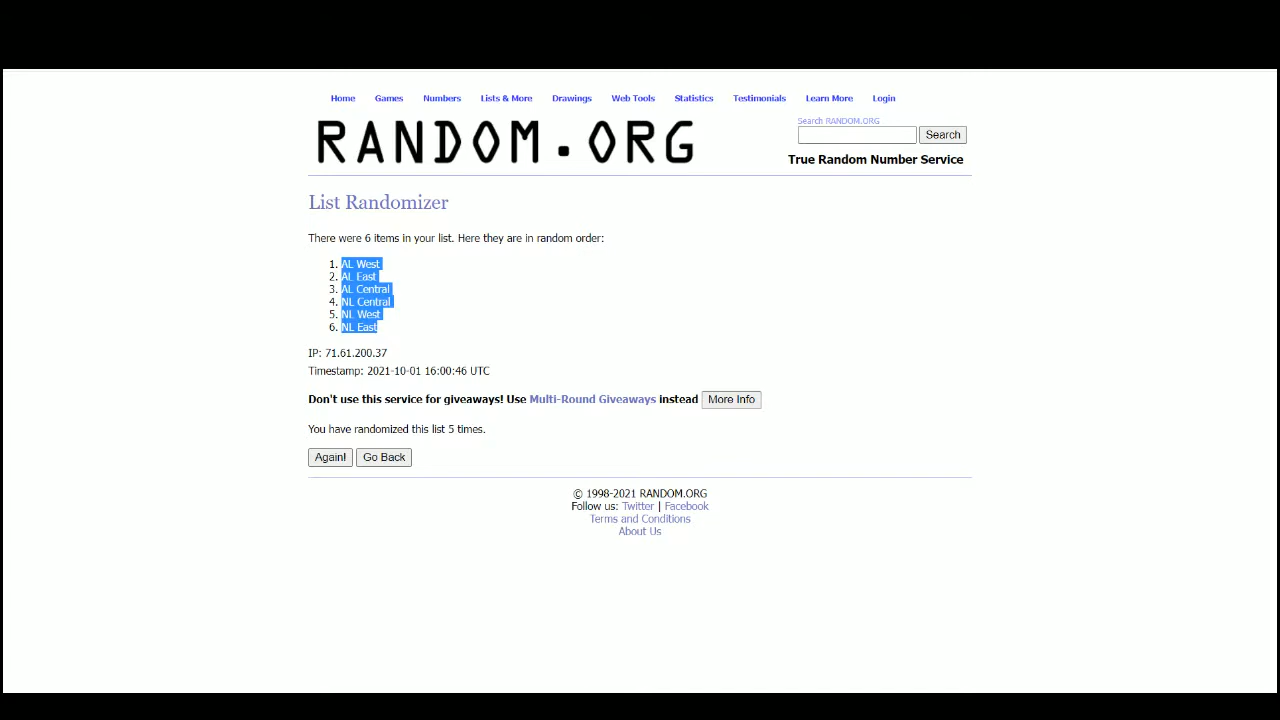 Home Games Numbers Lists & More Drawings Web Tools Statistics Testimonials Learn More Login
RANDOM.ORG
Search RANDOM.ORG
Search
True Random Number Service
List Randomizer
There were 6 items in your list. Here they are in random order:
1. AL West
2. AL East
3. AL Central
4. NL Central
5. NL West
6. NL East
IP: 71.61.200.37
Timestamp: 2021-10-01 16:00:46 UTC
Don't use this service for giveaways! Use Multi-Round Giveaways instead More Info
You have randomized this list 5 times.
Again! Go Back
© 1998-2021 RANDOM.ORG
Follow us: Twitter | Facebook
Terms and Conditions
About Us